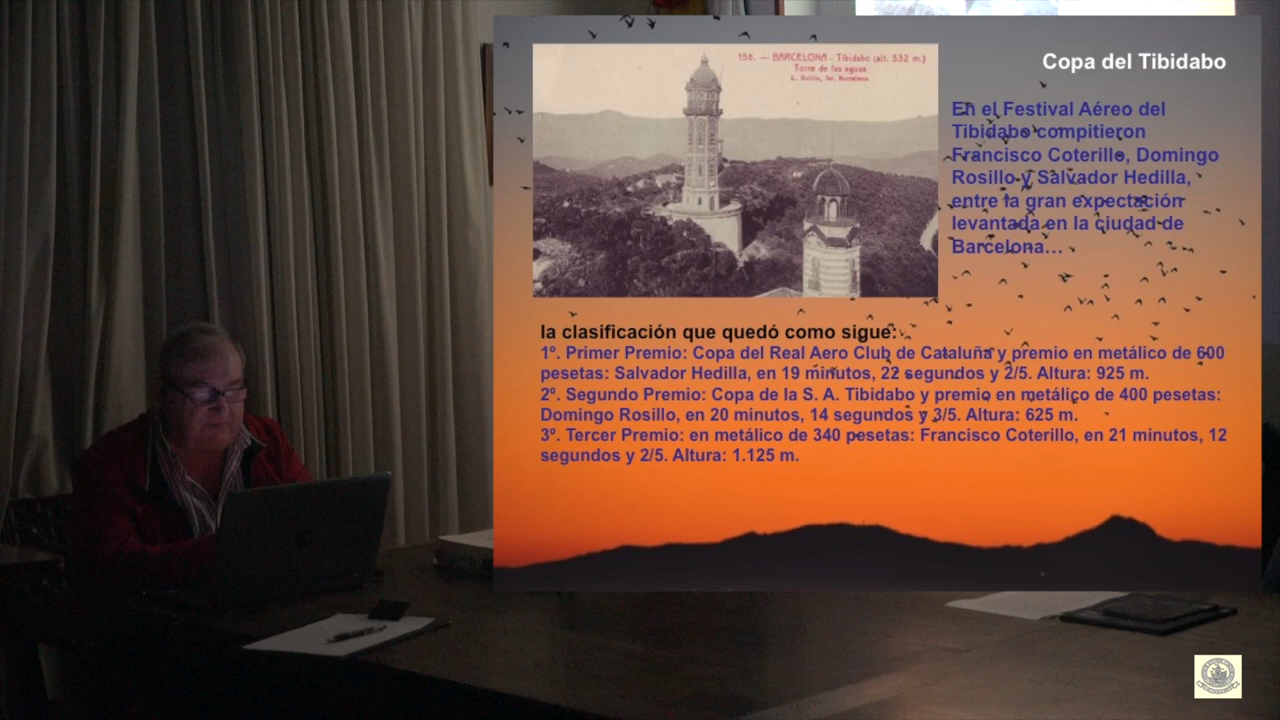 Copa del Tibidabo
158. — BARCELONA - Tibidabo (alt. 532 m.)
Torre de las aguas
En el Festival Aéreo del
Tibidabo compitieron
Francisco Coterillo, Domingo
Rosillo y Salvador Hedilla,
entre la gran expectación
levantada en la ciudad de
Barcelona...
la clasificación que quedó como sigue:
1º. Primer Premio: Copa del Real Aero Club de Cataluña y premio en metálico de 600
pesetas: Salvador Hedilla, en 19 minutos, 22 segundos y 2/5. Altura: 925 m.
2º. Segundo Premio: Copa de la S. A. Tibidabo y premio en metálico de 400 pesetas:
Domingo Rosillo, en 20 minutos, 14 segundos y 3/5. Altura: 625 m.
3º. Tercer Premio: en metálico de 340 pesetas: Francisco Coterillo, en 21 minutos, 12
segundos y 2/5. Altura: 1.125 m.